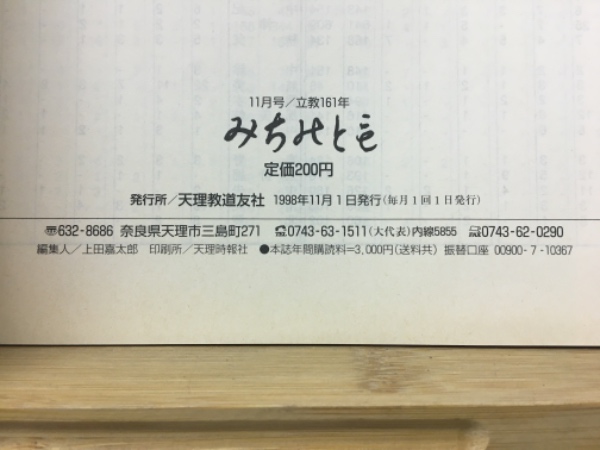 11月号／立教161年
みちのとも
定価200円
発行所／天理教道友社 1998年11月1日発行(毎月1回1日発行)
〠632-8686 奈良県天理市三島町271 ☎0743-63-1511(大代表)内線5855 FAX0743-62-0290
編集人／上田嘉太郎 印刷所／天理時報社 ●本誌年間購読料=3,000円(送料共) 振替口座 00900-7-10367